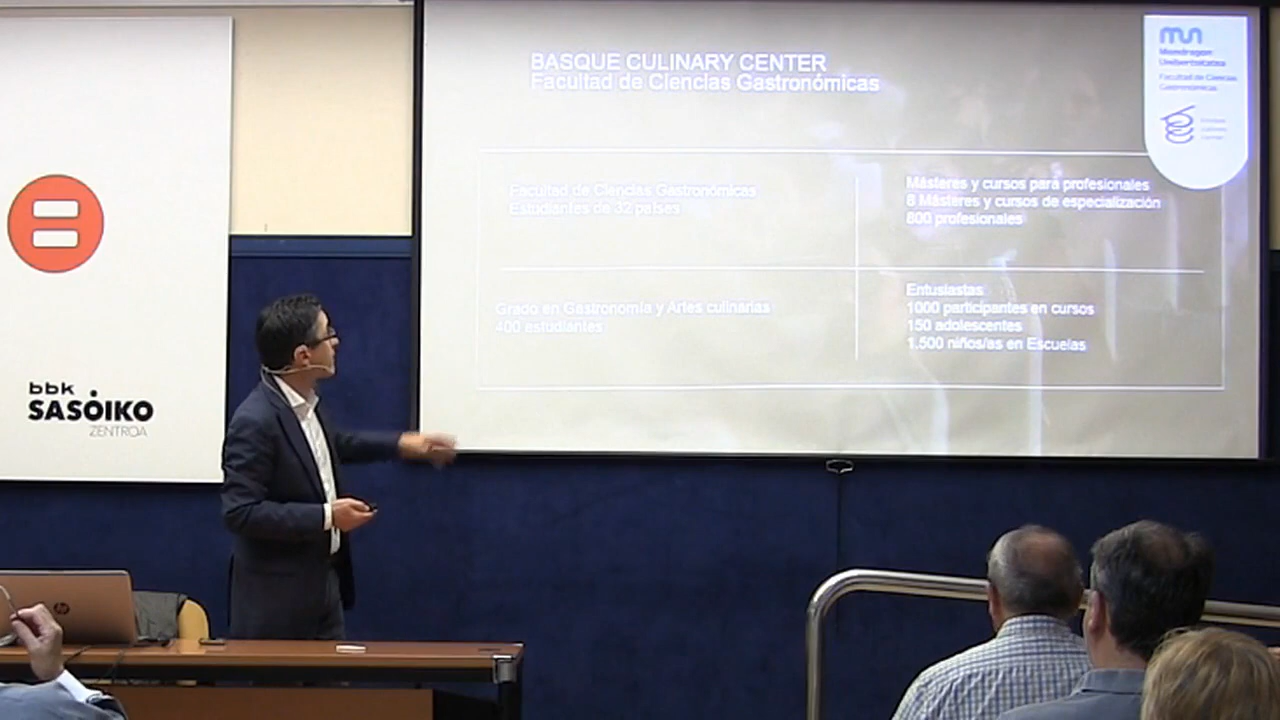 BASQUE CULINARY CENTER
Facultad de Ciencias Gastronómicas
mun
Mondragon
Unibertsitatea
Facultad de Ciencias
Gastronómicas
Facultad de Ciencias Gastronómicas
Estudiantes de 32 países
Másteres y cursos para profesionales
8 Másteres y cursos de especialización
800 profesionales
Grado en Gastronomía y Artes culinarias
400 estudiantes
Entusiastas
1000 participantes en cursos
150 adolescentes
1.500 niños/as en Escuelas
bbk
SASOIKO
ZENTROA
hp